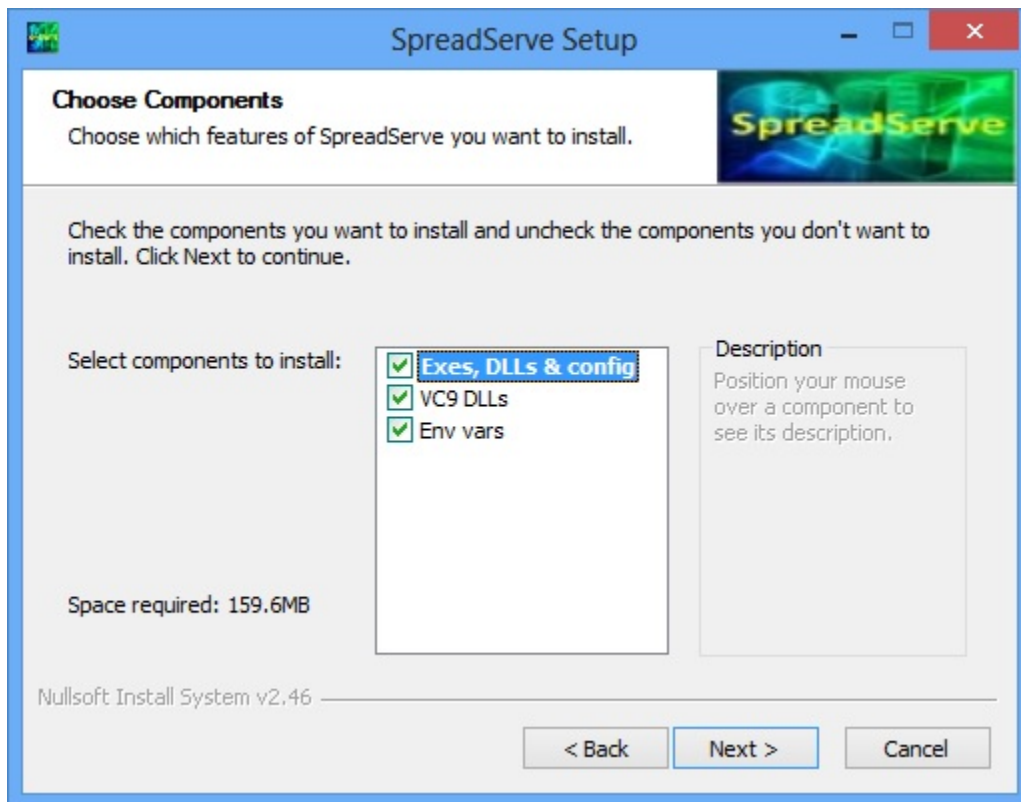 SpreadServe Setup
Choose Components
Choose which features of SpreadServe you want to install.
SpreadServe
Check the components you want to install and uncheck the components you don't want to
install. Click Next to continue.
Select components to install:
Exes, DLLs & config
VC9 DLLs
Env vars
Description
Position your mouse
over a component to
see its description.
Space required: 159.6MB
Nullsoft Install System v2.46
< Back
Next >
Cancel